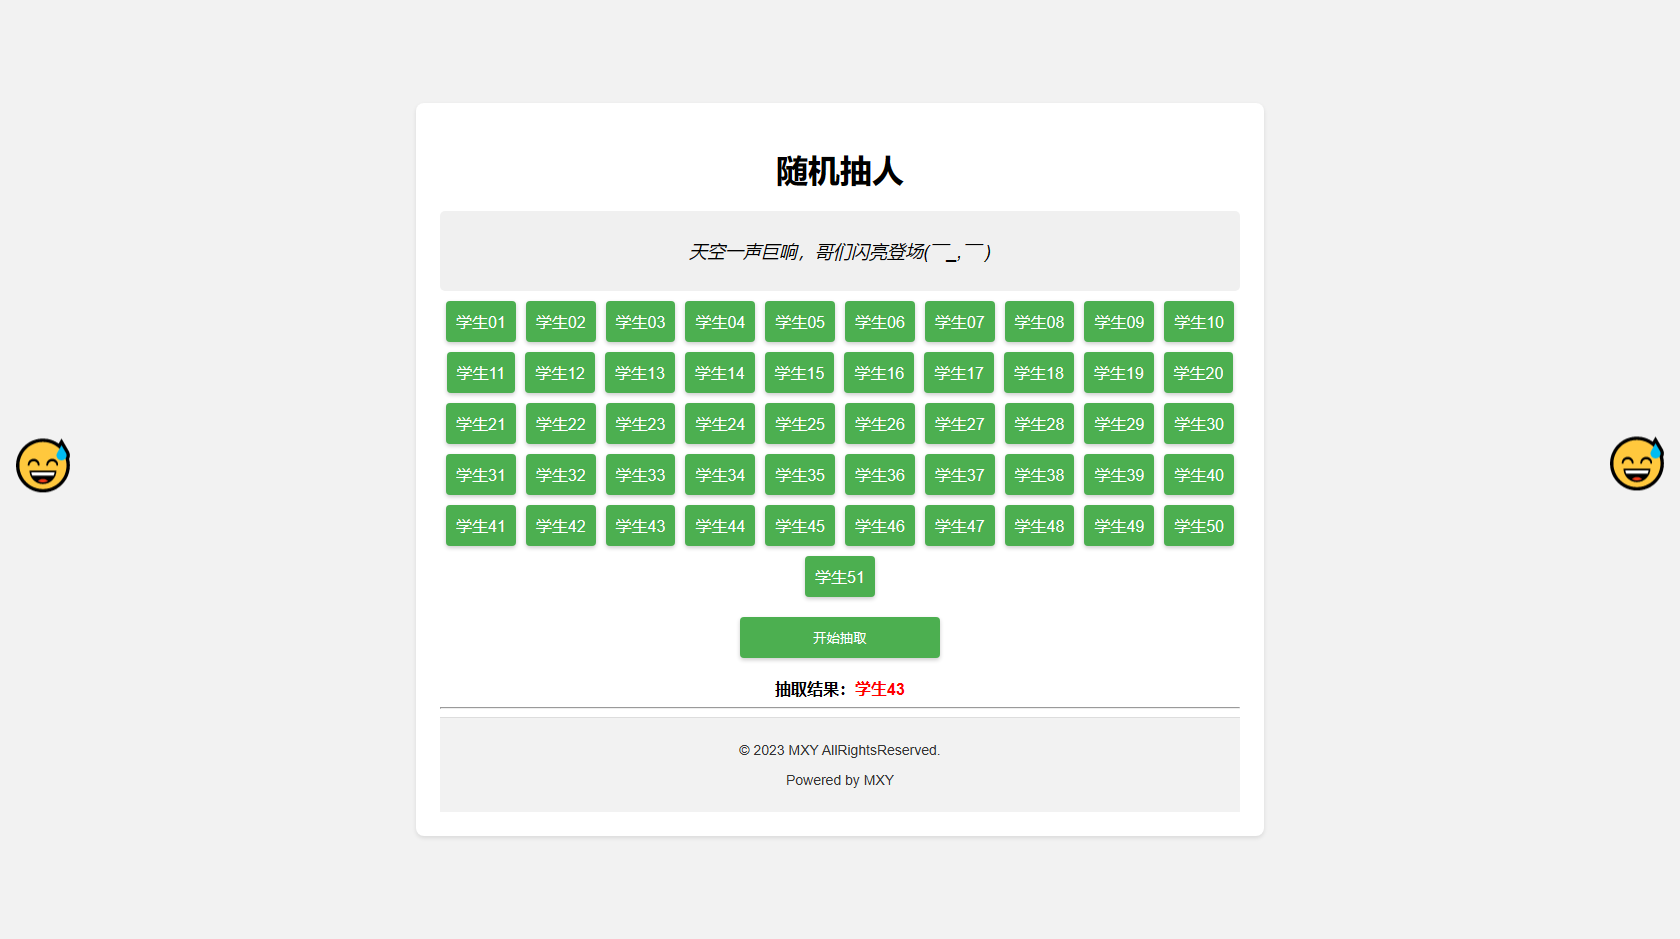 随机抽人
天空一声巨响，哥们闪亮登场(￣_,￣ )
学生01 学生02 学生03 学生04 学生05 学生06 学生07 学生08 学生09 学生10
学生11 学生12 学生13 学生14 学生15 学生16 学生17 学生18 学生19 学生20
学生21 学生22 学生23 学生24 学生25 学生26 学生27 学生28 学生29 学生30
学生31 学生32 学生33 学生34 学生35 学生36 学生37 学生38 学生39 学生40
学生41 学生42 学生43 学生44 学生45 学生46 学生47 学生48 学生49 学生50
学生51
开始抽取
抽取结果：学生43
© 2023 MXY AllRightsReserved.
Powered by MXY